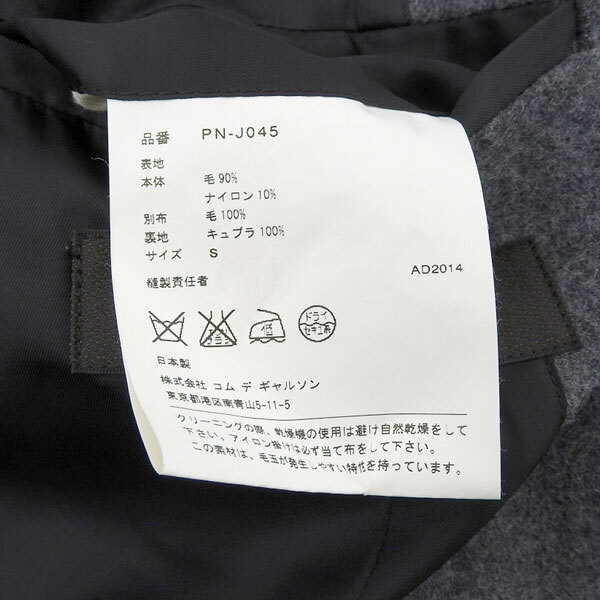 品番 PN-J045
表地
本体 毛 90%
ナイロン 10%
別布 毛 100%
裏地 キュプラ 100%
サイズ S
縫製責任者 AD2014
エンソ サラシ 低 ドライ セキユ系
日本製
株式会社 コム デ ギャルソン
東京都港区南青山5-11-5
クリーニングの際、乾燥機の使用は避け自然乾燥をして
下さい。アイロン掛けは必ず当て布をして下さい。
この素材は、毛玉が発生しやすい特性を持っています。